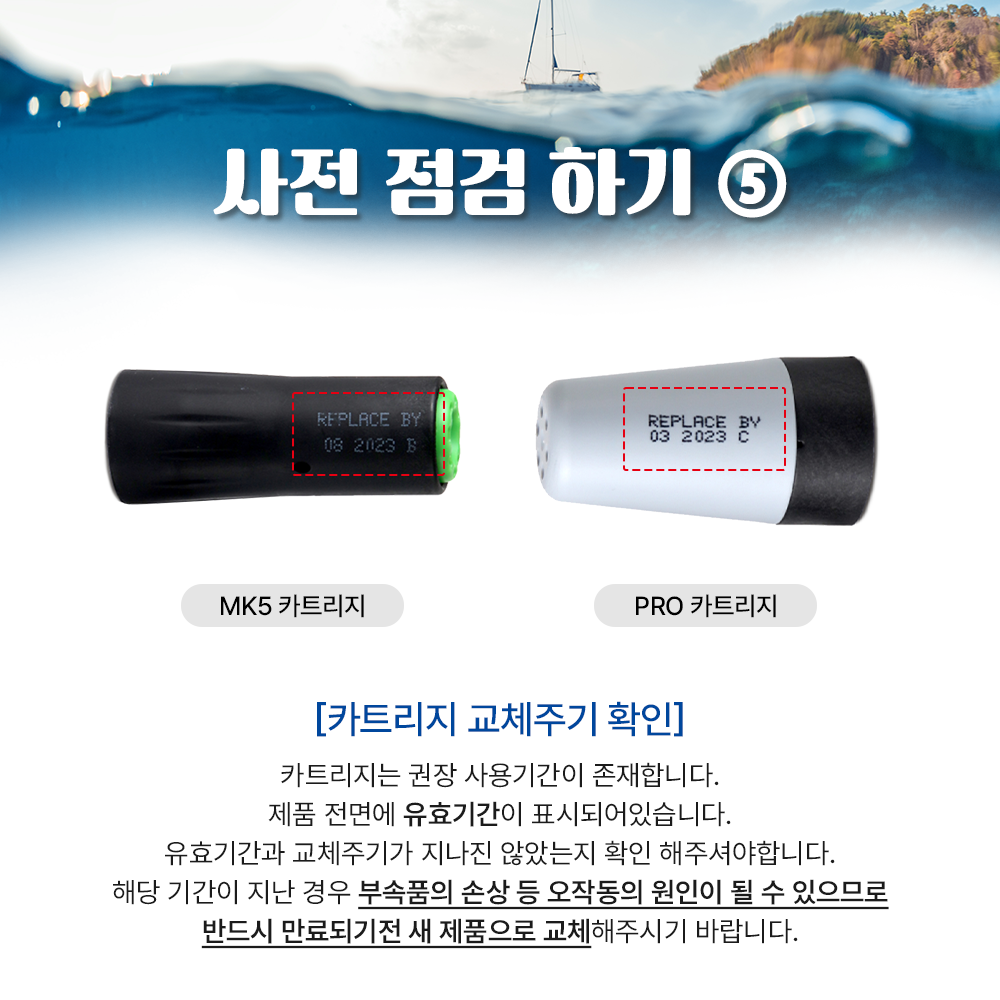 사전 점검 하기 ⑤
REPLACE BY
08 2023 B
REPLACE BY
03 2023 C
MK5 카트리지
PRO 카트리지
[카트리지 교체주기 확인]
카트리지는 권장 사용기간이 존재합니다.
제품 전면에 유효기간이 표시되어있습니다.
유효기간과 교체주기가 지나진 않았는지 확인 해주셔야합니다.
해당 기간이 지난 경우 부속품의 손상 등 오작동의 원인이 될 수 있으므로
반드시 만료되기전 새 제품으로 교체해주시기 바랍니다.